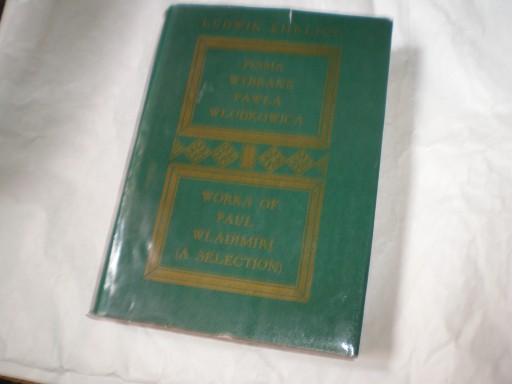 LUDWIK EHRLICH
PISMA
WYBRANE
PAWŁA
WŁODKOWICA
WORKS OF
PAUL
WLADIMIRI
(A SELECTION)